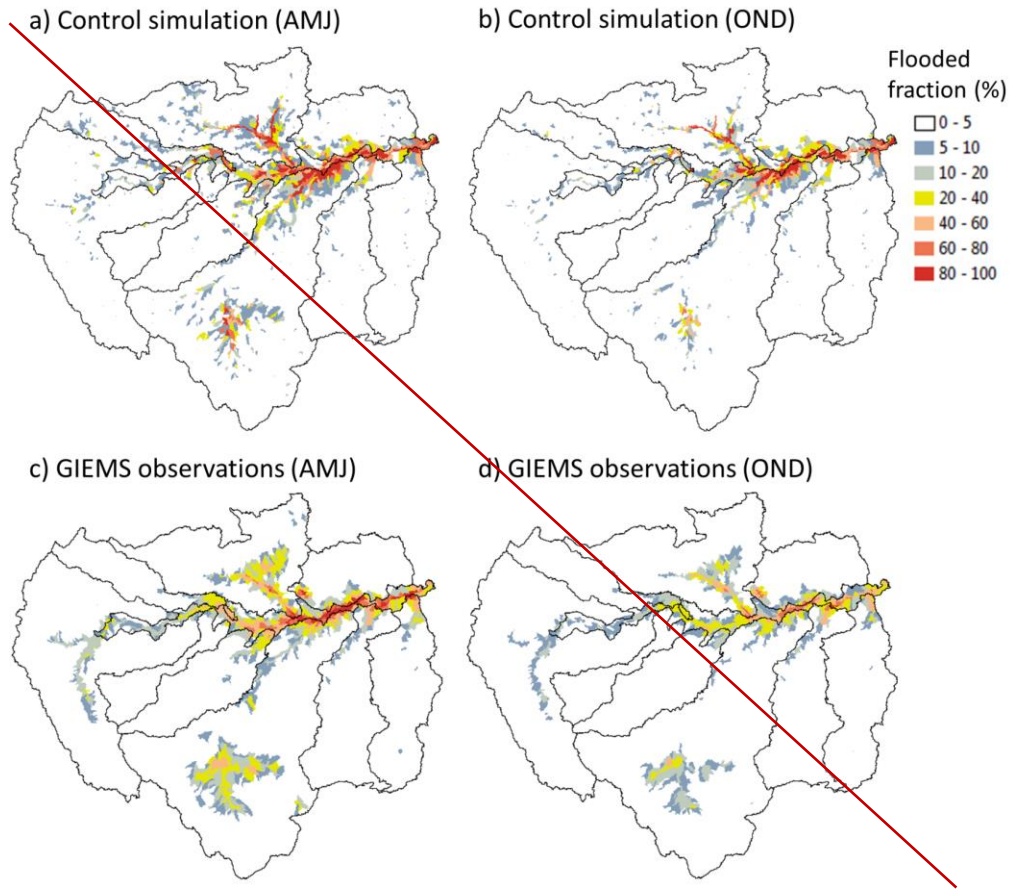 a) Control simulation (AMJ)
b) Control simulation (OND)
Flooded
fraction (%)
0 - 5
5 - 10
10 - 20
20 - 40
40 - 60
60 - 80
80 - 100
c) GIEMS observations (AMJ)
d) GIEMS observations (OND)